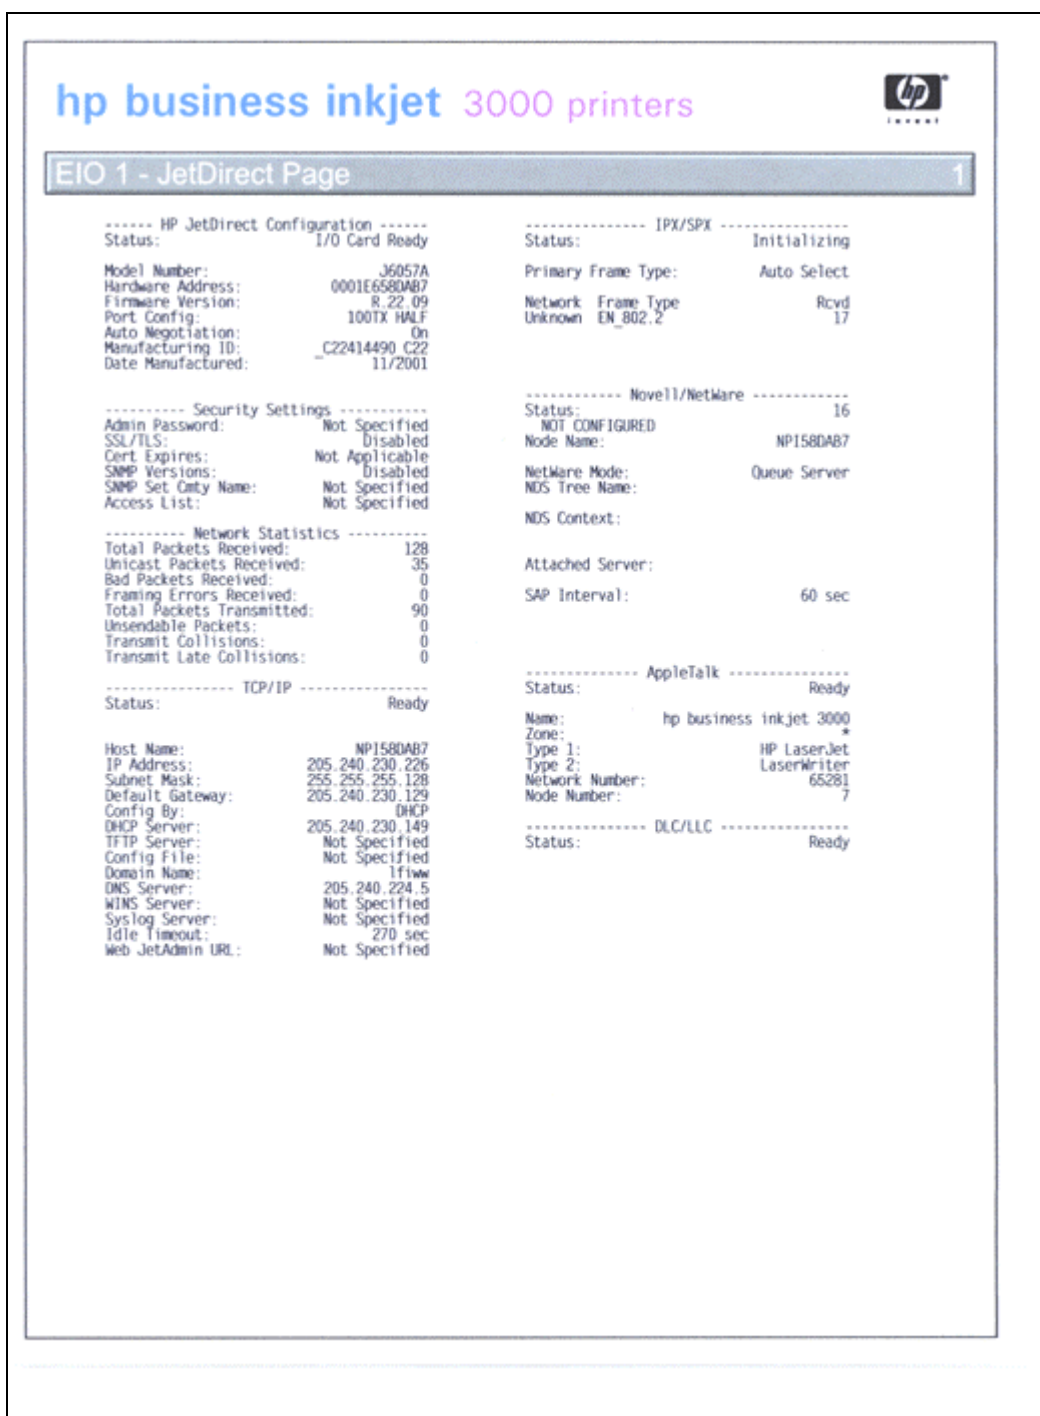 hp business inkjet 3000 printers
hp
invent
EIO 1 - JetDirect Page 1
------ HP JetDirect Configuration ------
Status: I/O Card Ready
Model Number: J6057A
Hardware Address: 0001E658DAB7
Firmware Version: R.22.09
Port Config: 100TX HALF
Auto Negotiation: On
Manufacturing ID: _C22414490_C22
Date Manufactured: 11/2001
---------- Security Settings -----------
Admin Password: Not Specified
SSL/TLS: Disabled
Cert Expires: Not Applicable
SNMP Versions: Disabled
SNMP Set Cmty Name: Not Specified
Access List: Not Specified
---------- Network Statistics ----------
Total Packets Received: 128
Unicast Packets Received: 35
Bad Packets Received: 0
Framing Errors Received: 0
Total Packets Transmitted: 90
Unsendable Packets: 0
Transmit Collisions: 0
Transmit Late Collisions: 0
---------------- TCP/IP ----------------
Status: Ready
Host Name: NPI58DAB7
IP Address: 205.240.230.226
Subnet Mask: 255.255.255.128
Default Gateway: 205.240.230.129
Config By: DHCP
DHCP Server: 205.240.230.149
TFTP Server: Not Specified
Config File: Not Specified
Domain Name: lfiww
DNS Server: 205.240.224.5
WINS Server: Not Specified
Syslog Server: Not Specified
Idle Timeout: 270 sec
Web JetAdmin URL: Not Specified
--------------- IPX/SPX ----------------
Status: Initializing
Primary Frame Type: Auto Select
Network Frame Type Rcvd
Unknown EN_802.2 17
------------ Novell/NetWare ------------
Status: 16
NOT CONFIGURED
Node Name: NPI58DAB7
NetWare Mode: Queue Server
NDS Tree Name:
NDS Context:
Attached Server:
SAP Interval: 60 sec
-------------- AppleTalk ---------------
Status: Ready
Name: hp business inkjet 3000
Zone: *
Type 1: HP LaserJet
Type 2: LaserWriter
Network Number: 65281
Node Number: 7
--------------- DLC/LLC ----------------
Status: Ready